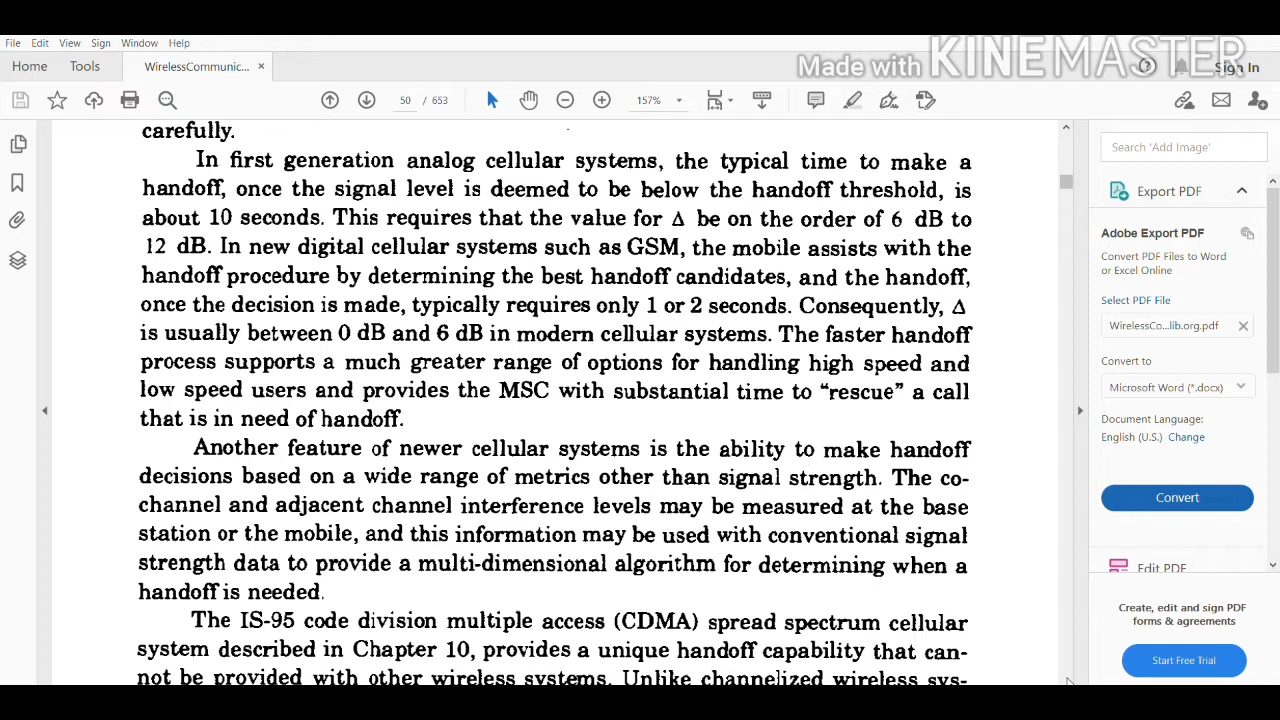 Made with KINEMASTER
File Edit View Sign Window Help
Home Tools WirelessCommunic... × Sign In
50 / 653 157%
carefully.
In first generation analog cellular systems, the typical time to make a
handoff, once the signal level is deemed to be below the handoff threshold, is
about 10 seconds. This requires that the value for Δ be on the order of 6 dB to
12 dB. In new digital cellular systems such as GSM, the mobile assists with the
handoff procedure by determining the best handoff candidates, and the handoff,
once the decision is made, typically requires only 1 or 2 seconds. Consequently, Δ
is usually between 0 dB and 6 dB in modern cellular systems. The faster handoff
process supports a much greater range of options for handling high speed and
low speed users and provides the MSC with substantial time to “rescue” a call
that is in need of handoff.
Another feature of newer cellular systems is the ability to make handoff
decisions based on a wide range of metrics other than signal strength. The co-
channel and adjacent channel interference levels may be measured at the base
station or the mobile, and this information may be used with conventional signal
strength data to provide a multi-dimensional algorithm for determining when a
handoff is needed.
The IS-95 code division multiple access (CDMA) spread spectrum cellular
system described in Chapter 10, provides a unique handoff capability that can-
not be provided with other wireless systems. Unlike channelized wireless sys-
Search 'Add Image'
Export PDF
Adobe Export PDF
Convert PDF Files to Word
or Excel Online
Select PDF File
WirelessCo...lib.org.pdf ×
Convert to
Microsoft Word (*.docx)
Document Language:
English (U.S.) Change
Convert
Edit PDF
Create, edit and sign PDF
forms & agreements
Start Free Trial